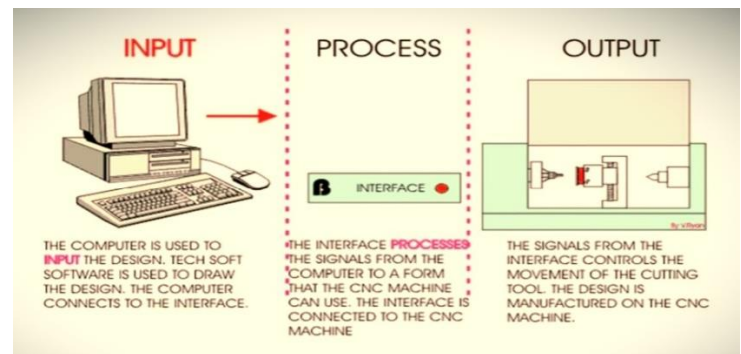 INPUT
PROCESS
OUTPUT
β INTERFACE
By V.Ryan
THE COMPUTER IS USED TO
INPUT THE DESIGN. TECH SOFT
SOFTWARE IS USED TO DRAW
THE DESIGN. THE COMPUTER
CONNECTS TO THE INTERFACE.
THE INTERFACE PROCESSES
THE SIGNALS FROM THE
COMPUTER TO A FORM
THAT THE CNC MACHINE
CAN USE. THE INTERFACE IS
CONNECTED TO THE CNC
MACHINE
THE SIGNALS FROM THE
INTERFACE CONTROLS THE
MOVEMENT OF THE CUTTING
TOOL. THE DESIGN IS
MANUFACTURED ON THE CNC
MACHINE.